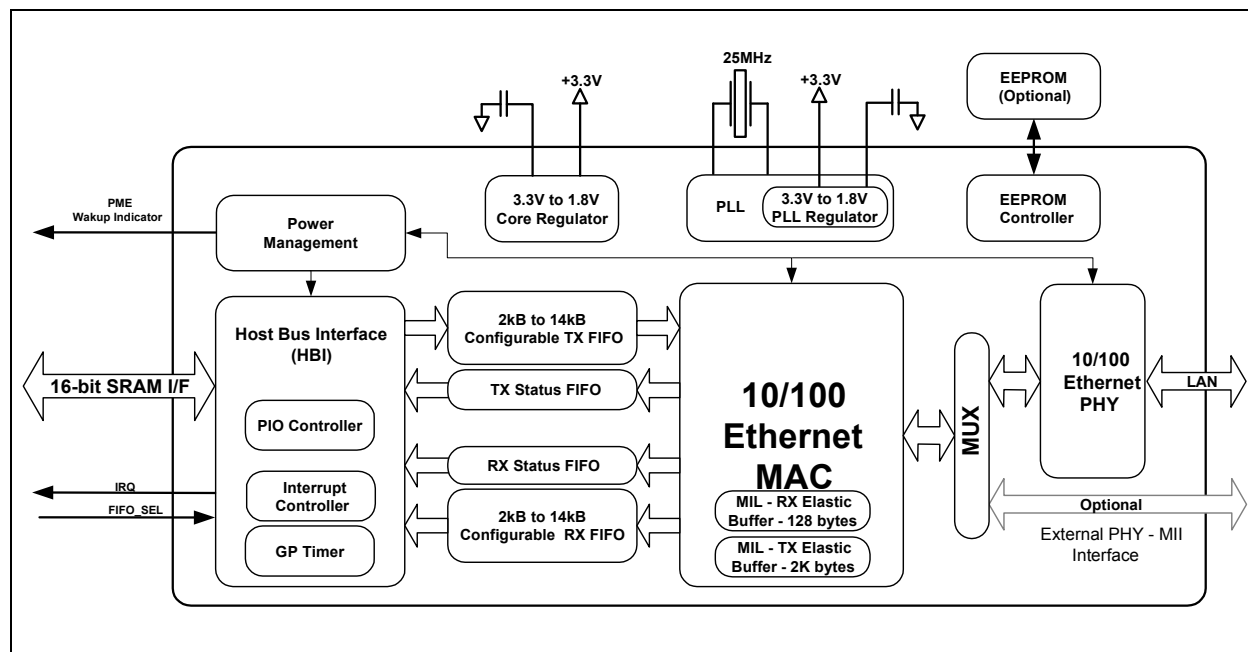 25MHz
+3.3V
+3.3V
EEPROM
(Optional)
3.3V to 1.8V
Core Regulator
PLL
3.3V to 1.8V
PLL Regulator
EEPROM
Controller
PME
Wakup Indicator
Power
Management
Host Bus Interface
(HBI)
2kB to 14kB
Configurable TX FIFO
16-bit SRAM I/F
TX Status FIFO
PIO Controller
RX Status FIFO
IRQ
FIFO_SEL
Interrupt
Controller
2kB to 14kB
Configurable RX FIFO
GP Timer
10/100
Ethernet
MAC
MIL - RX Elastic
Buffer - 128 bytes
MIL - TX Elastic
Buffer - 2K bytes
MUX
10/100
Ethernet
PHY
LAN
Optional
External PHY - MII
Interface